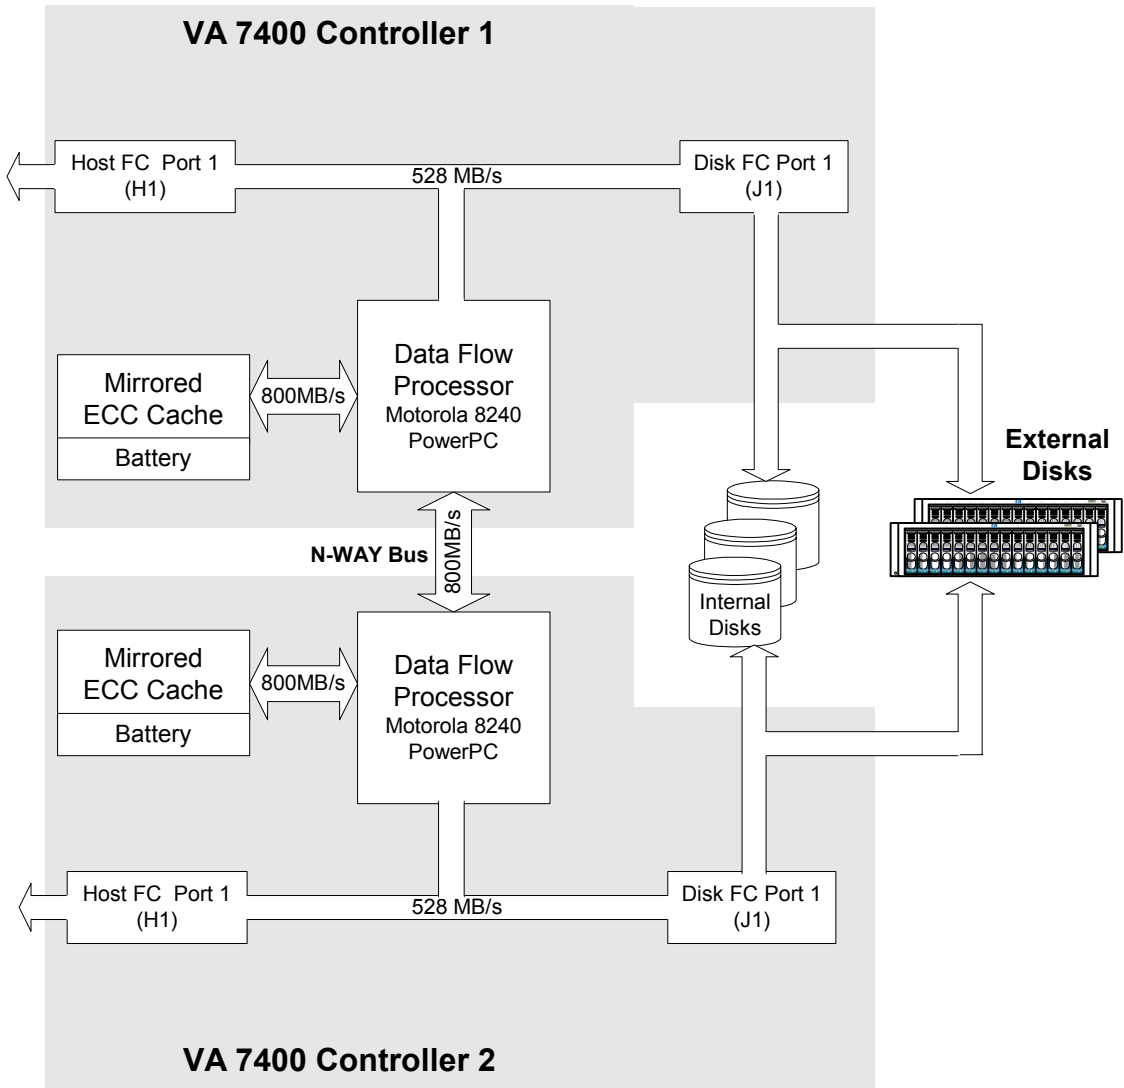 VA 7400 Controller 1
Host FC Port 1
(H1)
528 MB/s
Disk FC Port 1
(J1)
Data Flow
Processor
Motorola 8240
PowerPC
Mirrored
ECC Cache
Battery
800MB/s
External
Disks
N-WAY Bus
800MB/s
Internal
Disks
Mirrored
ECC Cache
Battery
800MB/s
Data Flow
Processor
Motorola 8240
PowerPC
Host FC Port 1
(H1)
528 MB/s
Disk FC Port 1
(J1)
VA 7400 Controller 2